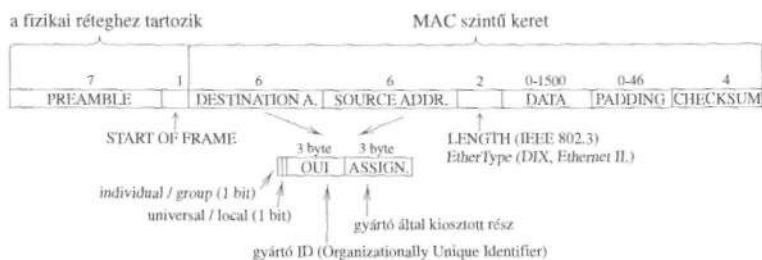 a fizikai réteghez tartozik MAC szintű keret
7 1 6 6 2 0-1500 0-46 4
PREAMBLE DESTINATION A. SOURCE ADDR. DATA PADDING CHECKSUM
START OF FRAME LENGTH (IEEE 802.3)
EtherType (DIX, Ethernet II.)
3 byte 3 byte
OUI ASSIGN.
individual / group (1 bit)
universal / local (1 bit)
gyártó által kiosztott rész
gyártó ID (Organizationally Unique Identifier)